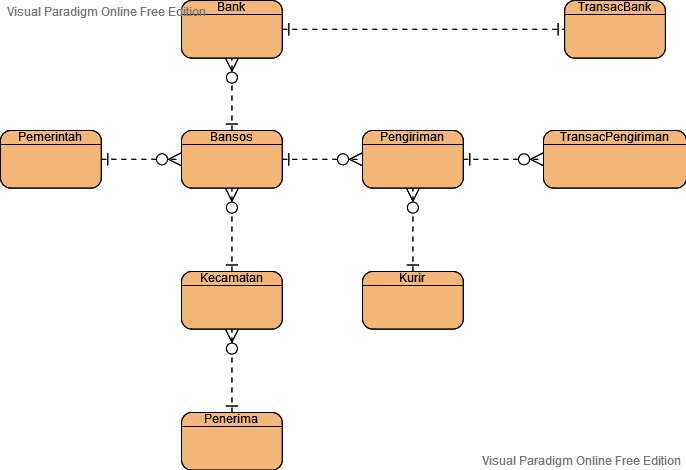 Visual Paradigm Online Free Edition
Bank
TransacBank
Pemerintah
Bansos
Pengiriman
TransacPengiriman
Kecamatan
Kurir
Penerima
Visual Paradigm Online Free Edition